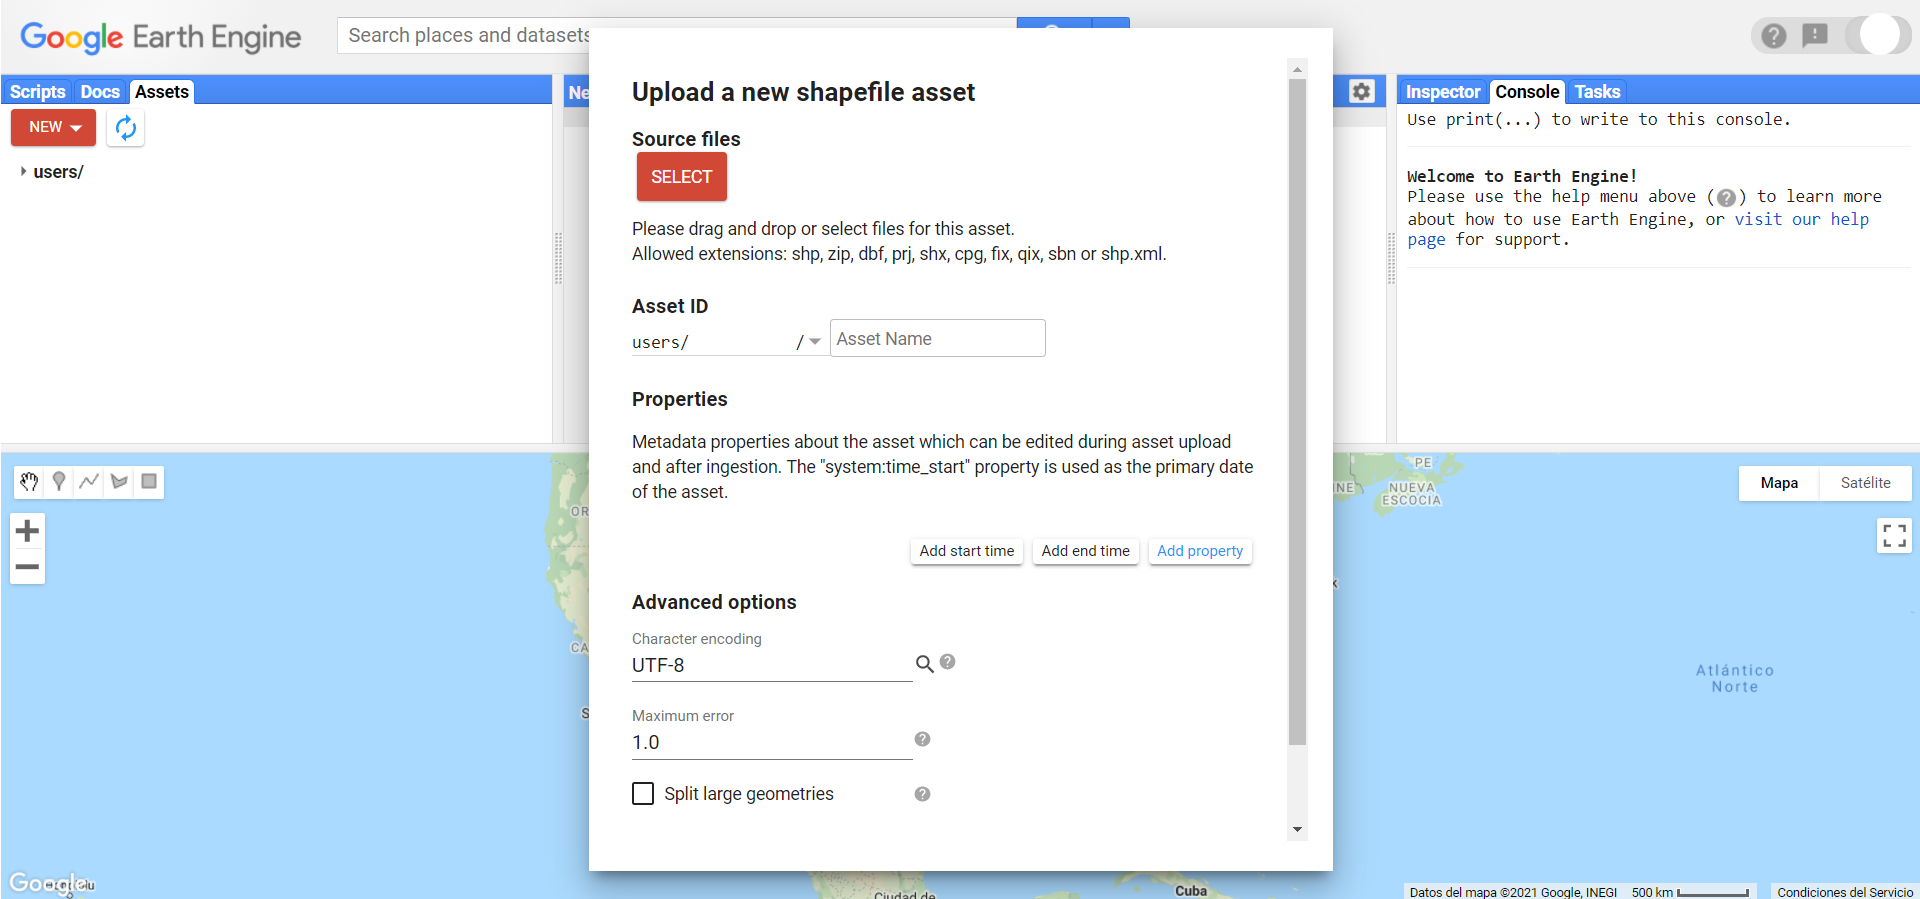 Google Earth Engine
Search places and datasets
Scripts Docs Assets
NEW
users/
Ne
Upload a new shapefile asset
Source files
SELECT
Please drag and drop or select files for this asset.
Allowed extensions: shp, zip, dbf, prj, shx, cpg, fix, qix, sbn or shp.xml.
Asset ID
users/ /
Asset Name
Properties
Metadata properties about the asset which can be edited during asset upload
and after ingestion. The "system:time_start" property is used as the primary date
of the asset.
Add start time Add end time Add property
Advanced options
Character encoding
UTF-8
Maximum error
1.0
Split large geometries
Inspector Console Tasks
Use print(...) to write to this console.
Welcome to Earth Engine!
Please use the help menu above (?) to learn more
about how to use Earth Engine, or visit our help
page for support.
OR
CA
S
INE
PE
NUEVA
ESCOCIA
Mapa Satélite
Atlántico
Norte
Google
Ciudad de
Cuba
Datos del mapa ©2021 Google, INEGI 500 km Condiciones del Servicio